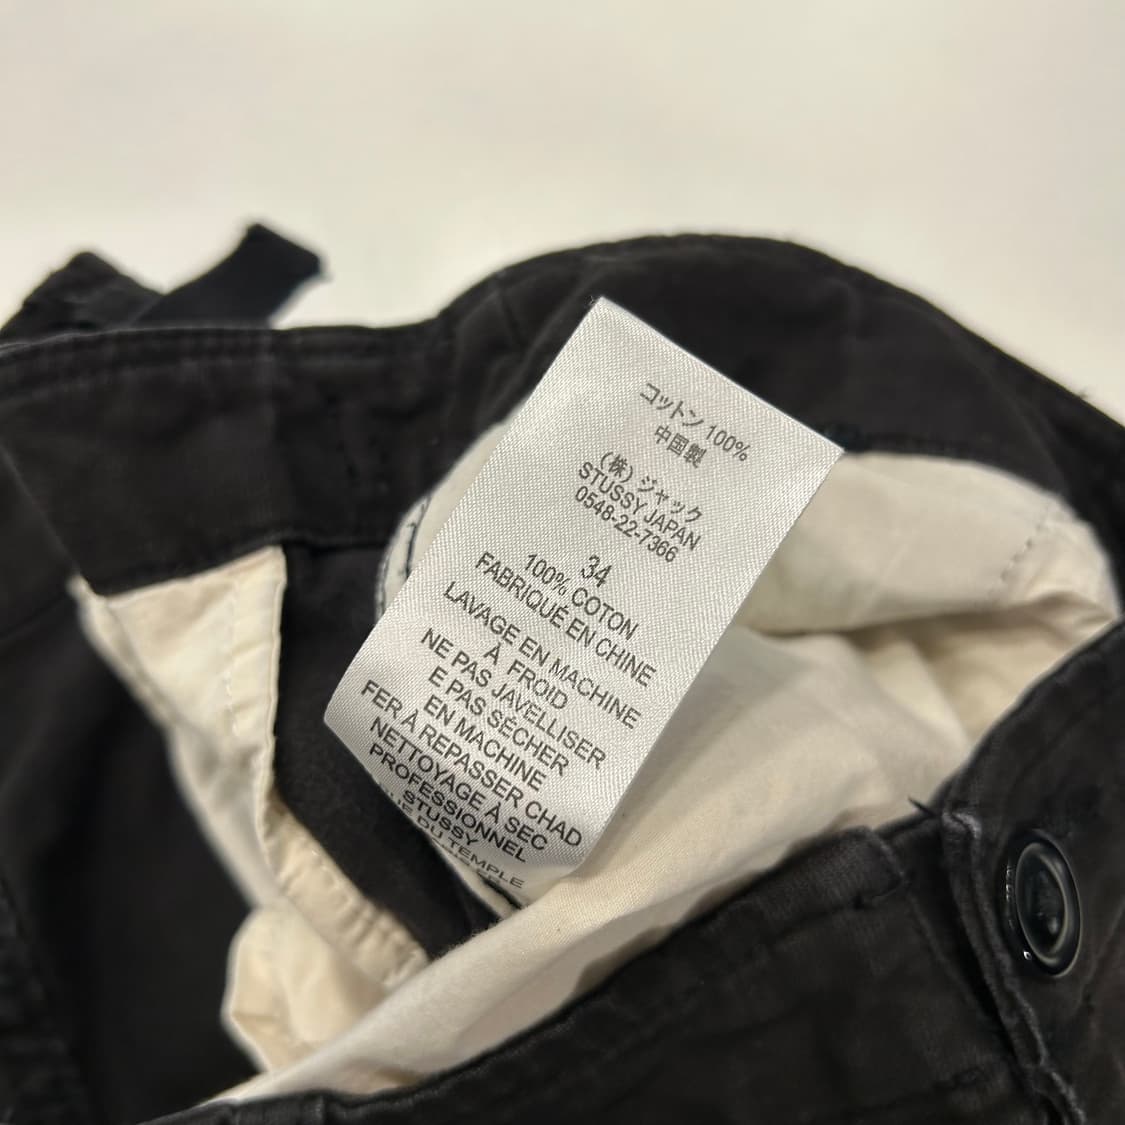 コットン 100%
中国製
(株) ジャック
STUSSY JAPAN
0548-22-7366
34
100% COTON
FABRIQUÉ EN CHINE
LAVAGE EN MACHINE
À FROID
NE PAS JAVELLISER
E PAS SÉCHER
EN MACHINE
FER À REPASSER CHAD
NETTOYAGE À SEC
PROFESSIONNEL
STUSSY
DU TEMPLE